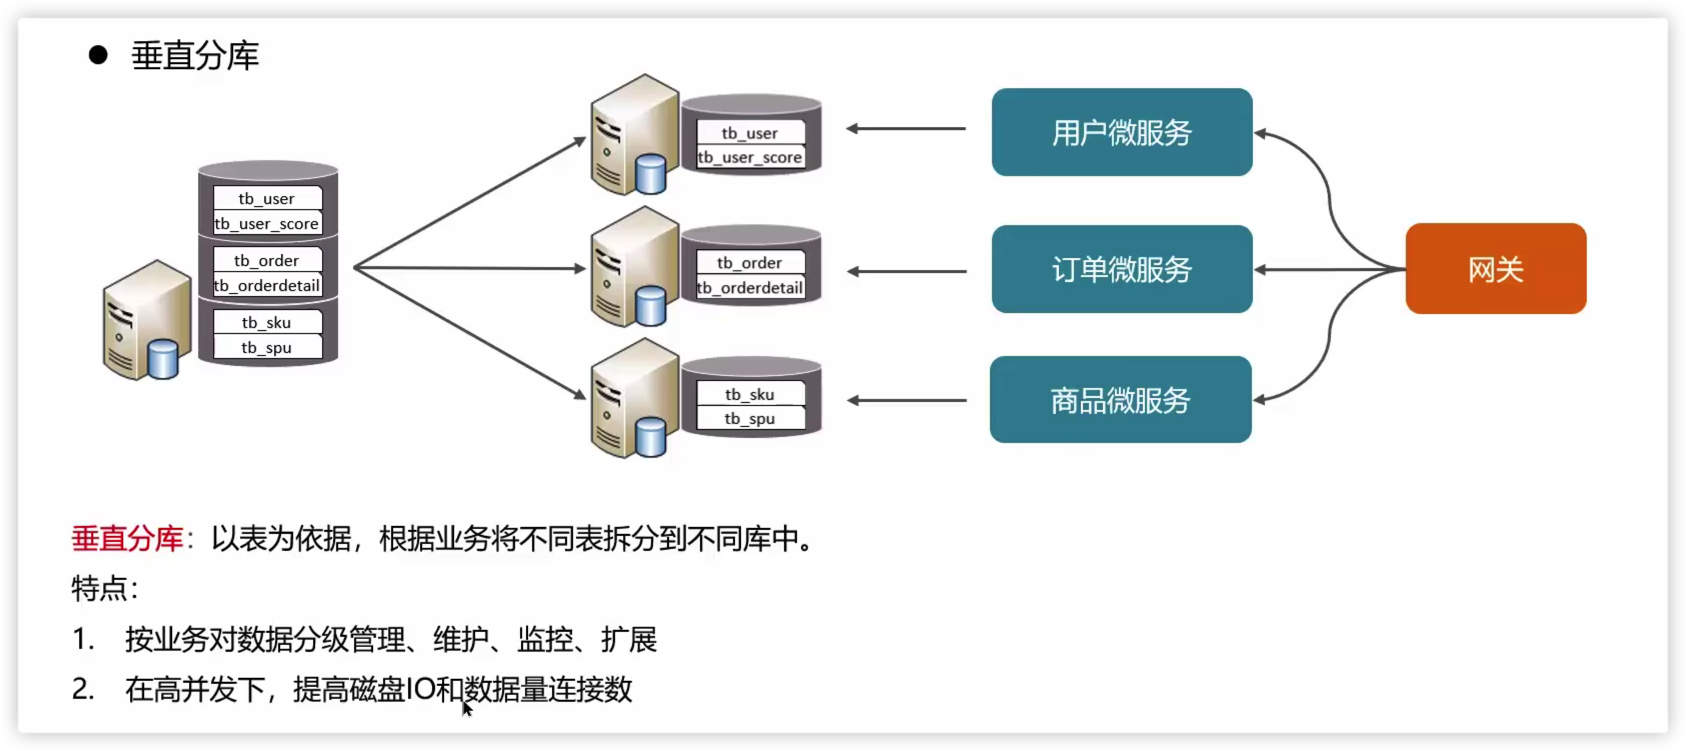 ● 垂直分库
tb_user
tb_user_score
tb_order
tb_orderdetail
tb_sku
tb_spu
tb_user
tb_user_score
tb_order
tb_orderdetail
tb_sku
tb_spu
用户微服务
订单微服务
商品微服务
网关
垂直分库：以表为依据，根据业务将不同表拆分到不同库中。
特点：
1. 按业务对数据分级管理、维护、监控、扩展
2. 在高并发下，提高磁盘IO和数据量连接数